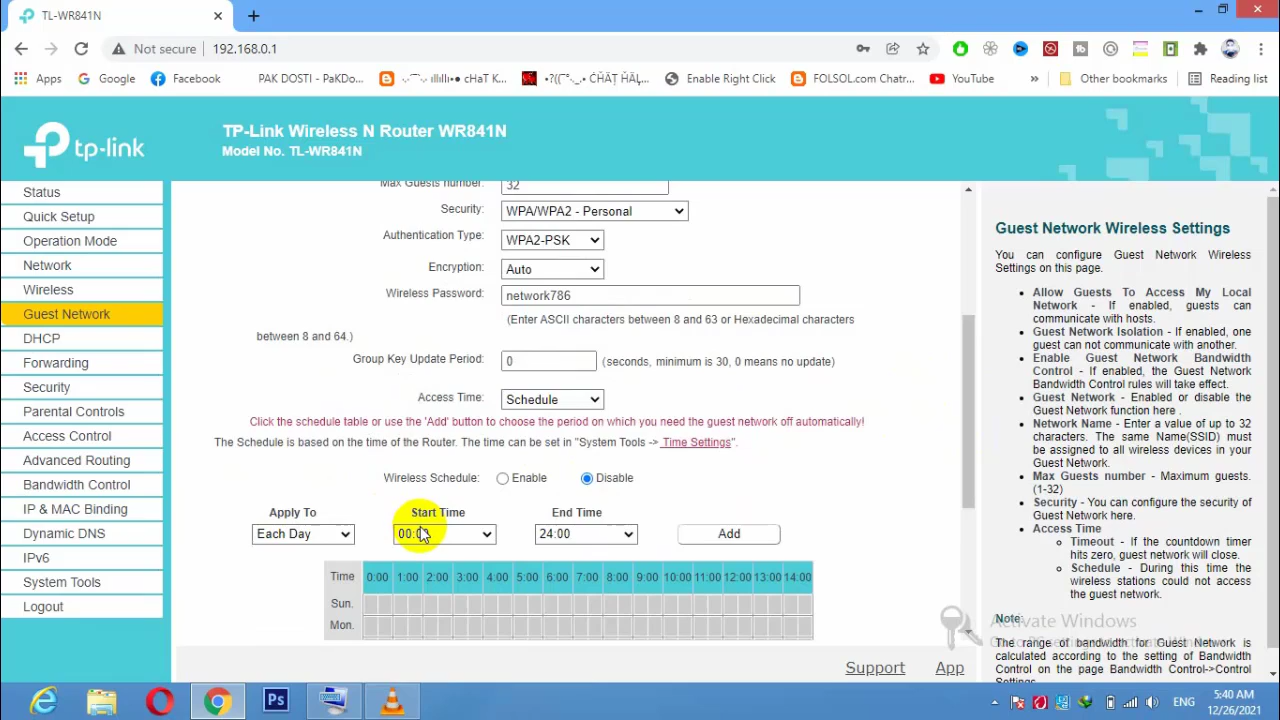 TL-WR841N
Not secure
192.168.0.1
Apps
Google
Facebook
PAK DOSTI - PaKDo...
Enable Right Click
FOLSOL.com Chatr...
YouTube
»
Other bookmarks
Reading list
tp-link
TP-Link Wireless N Router WR841N
Model No. TL-WR841N
Status
Quick Setup
Operation Mode
Network
Wireless
Guest Network
DHCP
Forwarding
Security
Parental Controls
Access Control
Advanced Routing
Bandwidth Control
IP & MAC Binding
Dynamic DNS
IPv6
System Tools
Logout
Max Guests number: 32
Security: WPA/WPA2 - Personal
Authentication Type: WPA2-PSK
Encryption: Auto
Wireless Password: network786
(Enter ASCII characters between 8 and 63 or Hexadecimal characters
between 8 and 64.)
Group Key Update Period: 0 (seconds, minimum is 30, 0 means no update)
Access Time: Schedule
Click the schedule table or use the 'Add' button to choose the period on which you need the guest network off automatically!
The Schedule is based on the time of the Router. The time can be set in "System Tools -> Time Settings".
Wireless Schedule: Enable Disable
Apply To Start Time End Time
Each Day 00:00 24:00 Add
Time 0:00 1:00 2:00 3:00 4:00 5:00 6:00 7:00 8:00 9:00 10:00 11:00 12:00 13:00 14:00
Sun.
Mon.
Support App
Guest Network Wireless Settings
You can configure Guest Network Wireless
Settings on this page.
• Allow Guests To Access My Local
Network - If enabled, guests can
communicate with hosts.
• Guest Network Isolation - If enabled, one
guest can not communicate with another.
• Enable Guest Network Bandwidth
Control - If enabled, the Guest Network
Bandwidth Control rules will take effect.
• Guest Network - Enabled or disable the
Guest Network function here .
• Network Name - Enter a value of up to 32
characters. The same Name(SSID) must
be assigned to all wireless devices in your
Guest Network.
• Max Guests number - Maximum guests.
(1-32)
• Security - You can configure the security of
Guest Network here.
• Access Time
Timeout - If the countdown timer
hits zero, guest network will close.
Schedule - During this time the
wireless stations could not access
the guest network.
Note:
The range of bandwidth for Guest Network is
calculated according to the setting of Bandwidth
Control on the page Bandwidth Control->Control
Settings.
Activate Windows
Ps
ENG
5:40 AM
12/26/2021